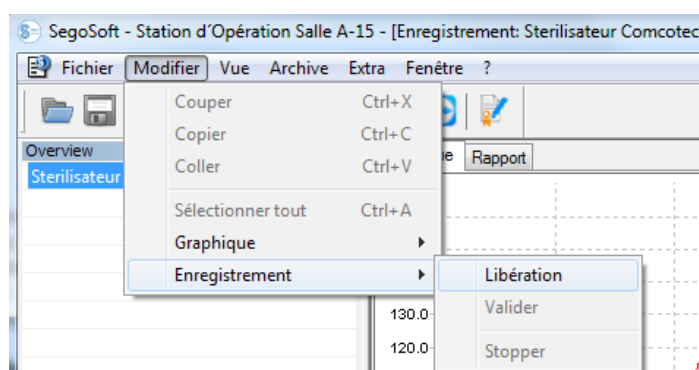 SegoSoft - Station d´Opération Salle A-15 - [Enregistrement: Sterilisateur Comcotec
Fichier Modifier Vue Archive Extra Fenêtre ?
Couper Ctrl+X
Copier Ctrl+C
Overview
Rapport
Coller Ctrl+V
Sterilisateur
Sélectionner tout Ctrl+A
Graphique
Enregistrement
Libération
130.0
Valider
120.0
Stopper